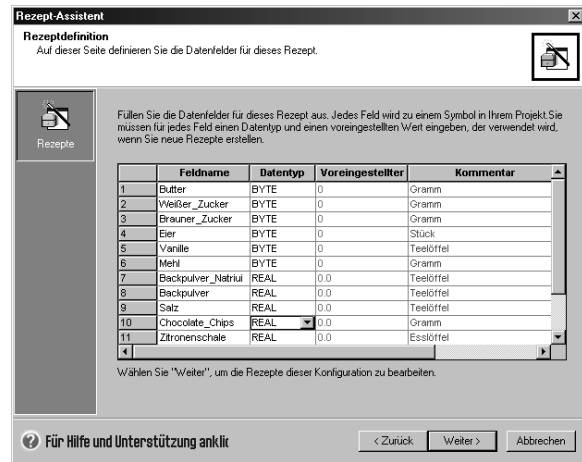 Rezept-Assistent
Rezeptdefinition
Auf dieser Seite definieren Sie die Datenfelder für dieses Rezept.
Rezepte
Füllen Sie die Datenfelder für dieses Rezept aus. Jedes Feld wird zu einem Symbol in Ihrem Projekt.Sie
müssen für jedes Feld einen Datentyp und einen voreingestellten Wert eingeben, der verwendet wird,
wenn Sie neue Rezepte erstellen.
Feldname Datentyp Voreingestellter Kommentar
1 Butter BYTE 0 Gramm
2 Weißer_Zucker BYTE 0 Gramm
3 Brauner_Zucker BYTE 0 Gramm
4 Eier BYTE 0 Stück
5 Vanille BYTE 0 Teelöffel
6 Mehl BYTE 0 Gramm
7 Backpulver_Natriui REAL 0.0 Teelöffel
8 Backpulver REAL 0.0 Teelöffel
9 Salz REAL 0.0 Teelöffel
10 Chocolate_Chips REAL 0.0 Gramm
11 Zitronenschale REAL 0.0 Esslöffel
Wählen Sie "Weiter", um die Rezepte dieser Konfiguration zu bearbeiten.
Für Hilfe und Unterstützung anklic
< Zurück Weiter > Abbrechen